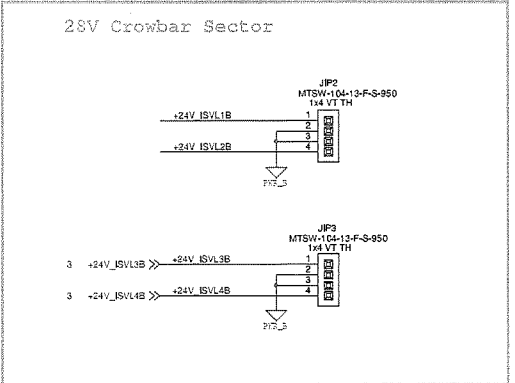 28V Crowbar Sector
JIP2
MTSW-104-13-F-S-950
1x4 VT TH
+24V_ISVL1B 1
2
3
+24V_ISVL2B 4
PWR_B
JIP3
MTSW-104-13-F-S-950
1x4 VT TH
3 +24V_ISVL3B +24V_ISVL3B 1
2
3
3 +24V_ISVL4B +24V_ISVL4B 4
PWR_B